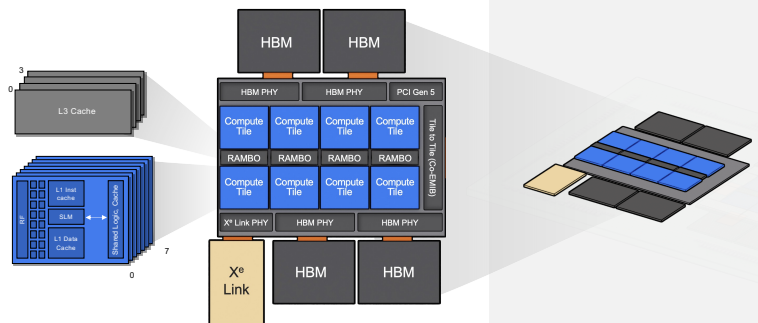 HBM
HBM
3
0
L3 Cache
HBM PHY
HBM PHY
PCI Gen 5
Compute
Tile
Compute
Tile
Compute
Tile
Compute
Tile
Tile to Tile (Co-EMIB)
RAMBO
RAMBO
RAMBO
RAMBO
Compute
Tile
Compute
Tile
Compute
Tile
Compute
Tile
RF
L1 Inst
cache
SLM
L1 Data
Cache
Shared Logic, Cache
7
0
Xᵉ Link PHY
HBM PHY
HBM PHY
Xᵉ
Link
HBM
HBM